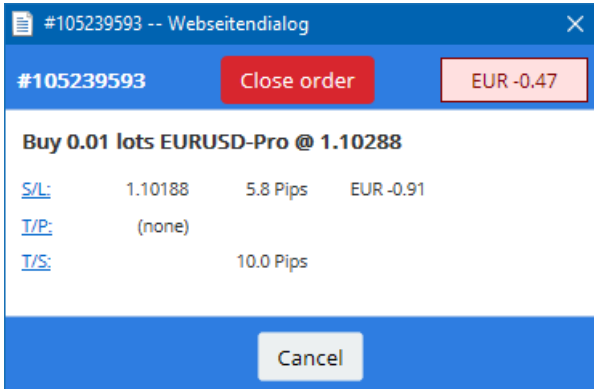 #105239593 -- Webseitendialog
#105239593 Close order EUR -0.47
Buy 0.01 lots EURUSD-Pro @ 1.10288
S/L: 1.10188 5.8 Pips EUR -0.91
T/P: (none)
T/S: 10.0 Pips
Cancel